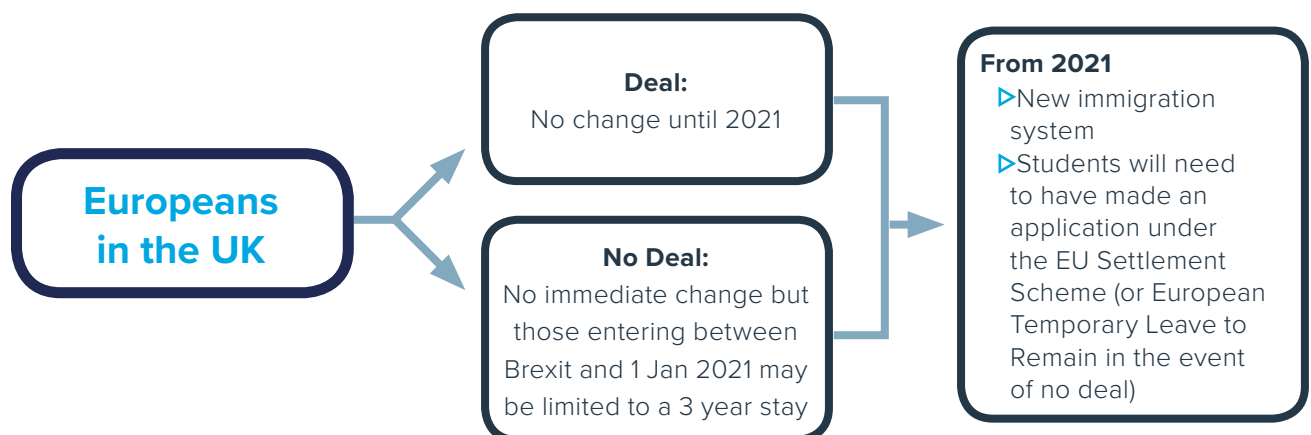 Europeans
in the UK
Deal:
No change until 2021
No Deal:
No immediate change but
those entering between
Brexit and 1 Jan 2021 may
be limited to a 3 year stay
From 2021
New immigration
system
Students will need
to have made an
application under
the EU Settlement
Scheme (or European
Temporary Leave to
Remain in the event
of no deal)